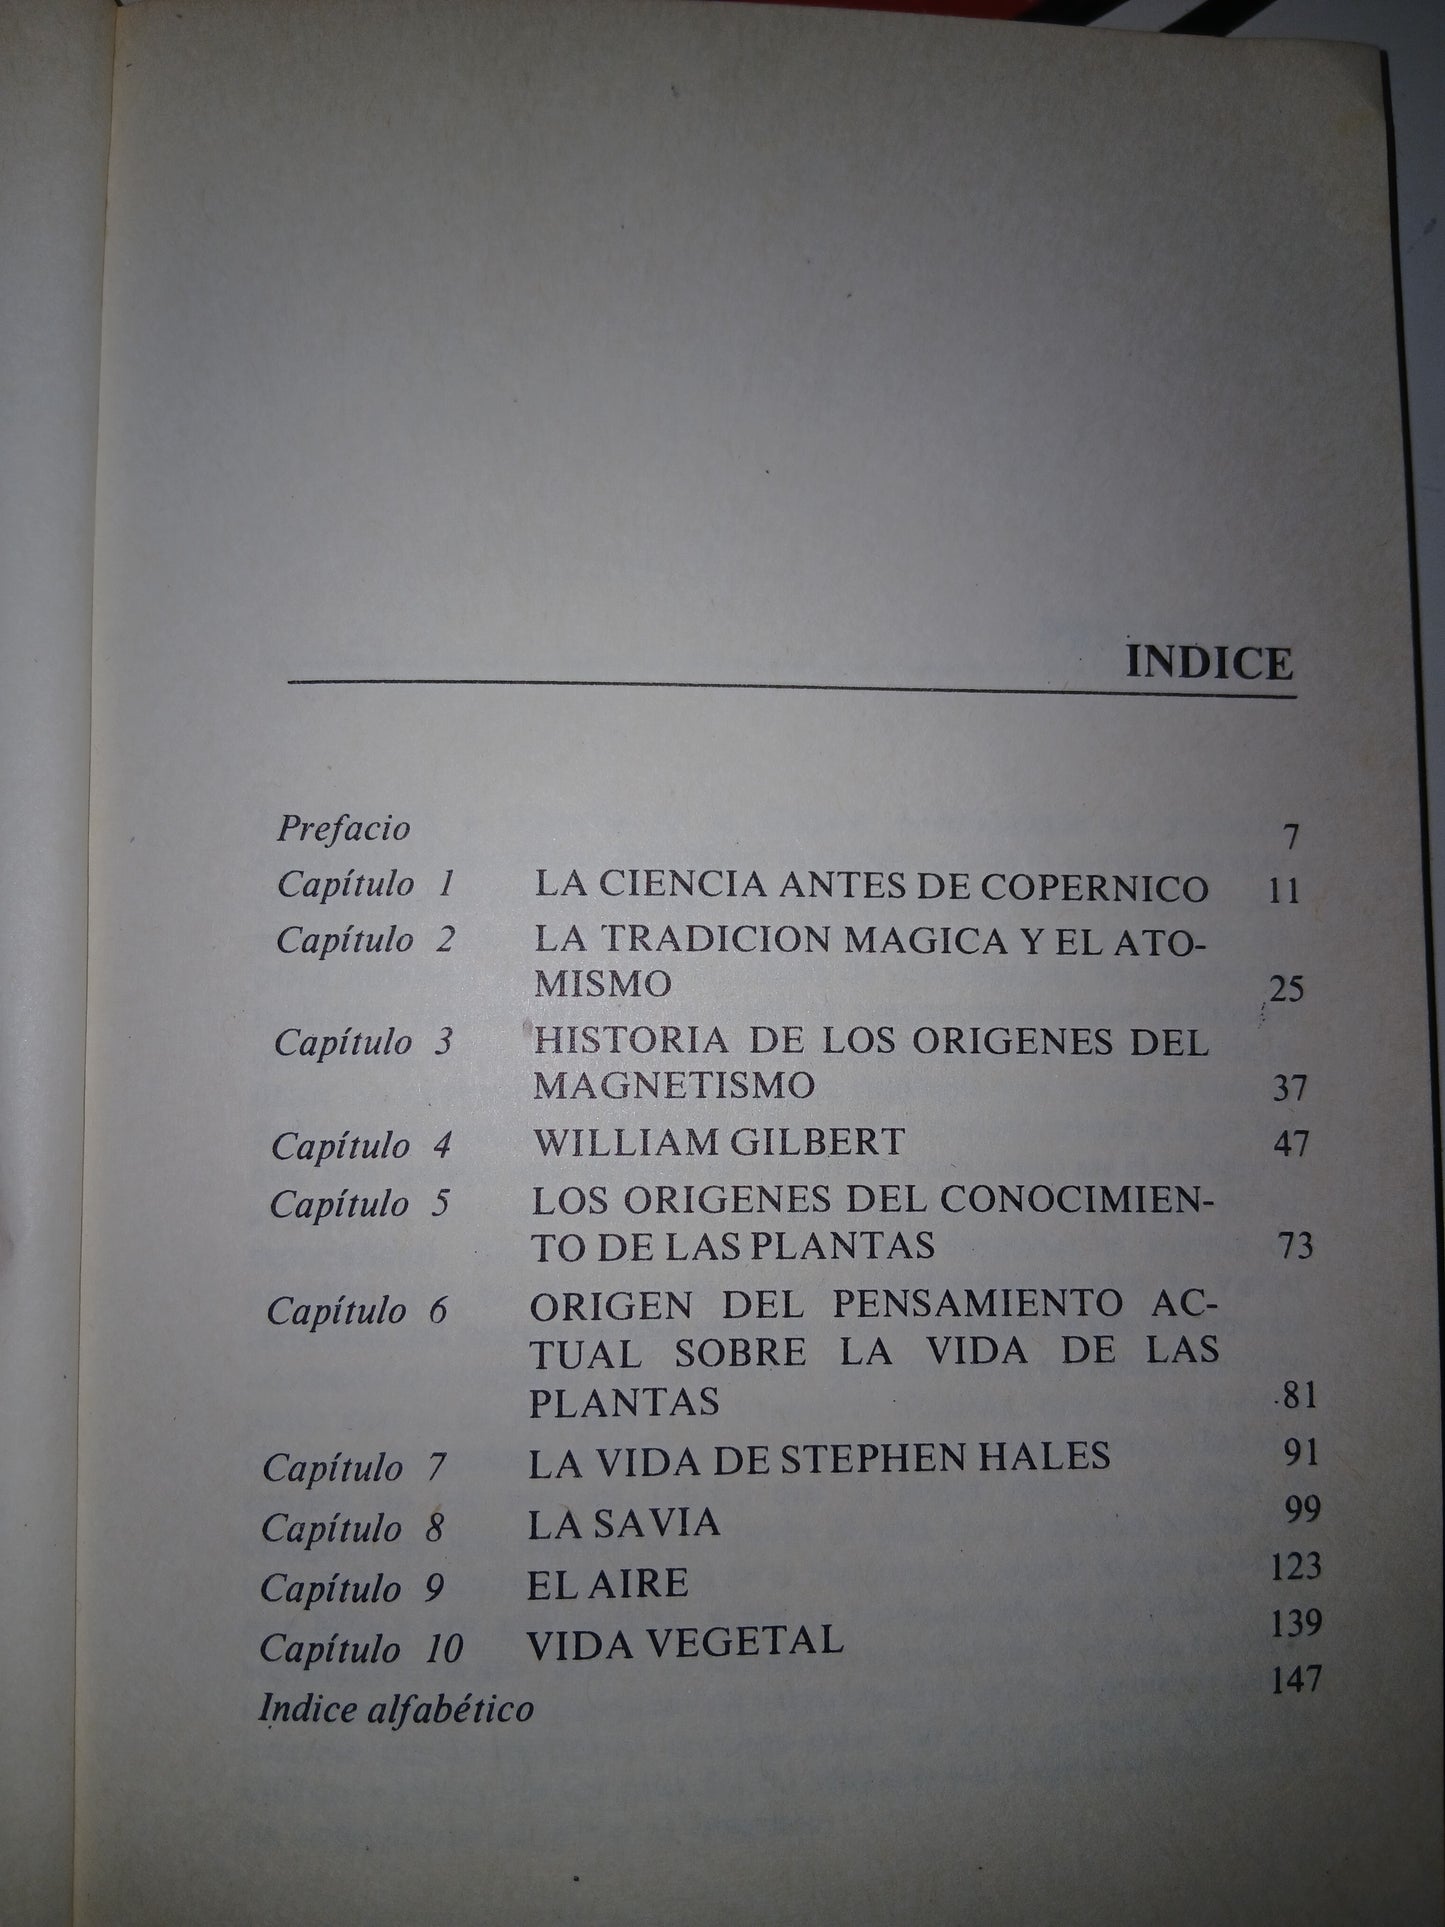 INDICE
Prefacio 7
Capítulo 1 LA CIENCIA ANTES DE COPERNICO 11
Capítulo 2 LA TRADICION MAGICA Y EL ATO-
MISMO 25
Capítulo 3 HISTORIA DE LOS ORIGENES DEL
MAGNETISMO 37
Capítulo 4 WILLIAM GILBERT 47
Capítulo 5 LOS ORIGENES DEL CONOCIMIEN-
TO DE LAS PLANTAS 73
Capítulo 6 ORIGEN DEL PENSAMIENTO AC-
TUAL SOBRE LA VIDA DE LAS
PLANTAS 81
Capítulo 7 LA VIDA DE STEPHEN HALES 91
Capítulo 8 LA SAVIA 99
Capítulo 9 EL AIRE 123
Capítulo 10 VIDA VEGETAL 139
Indice alfabético 147